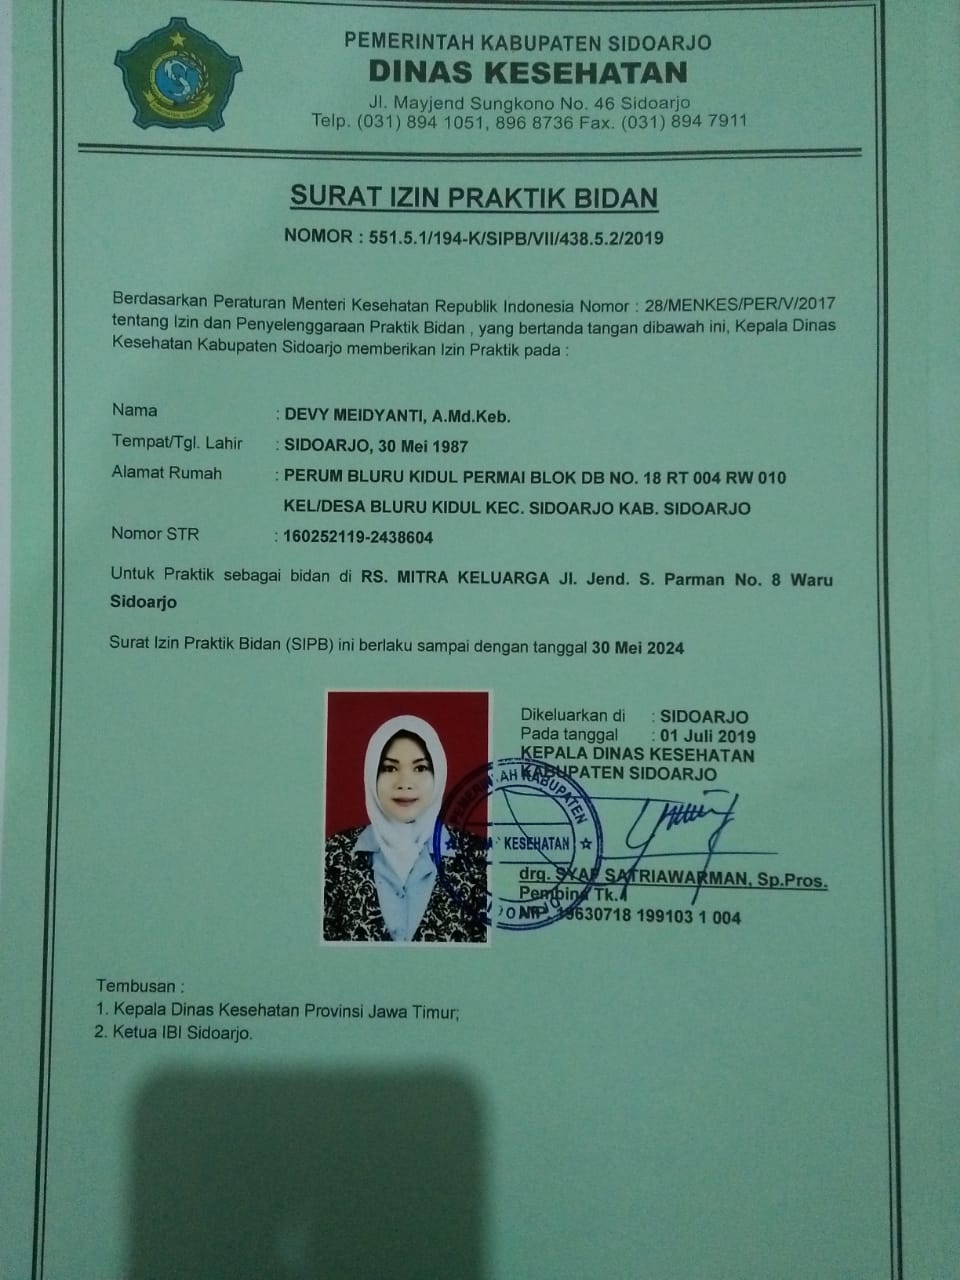 PEMERINTAH KABUPATEN SIDOARJO
DINAS KESEHATAN
Jl. Mayjend Sungkono No. 46 Sidoarjo
Telp. (031) 894 1051, 896 8736 Fax. (031) 894 7911
SURAT IZIN PRAKTIK BIDAN
NOMOR : 551.5.1/194-K/SIPB/VII/438.5.2/2019
Berdasarkan Peraturan Menteri Kesehatan Republik Indonesia Nomor : 28/MENKES/PER/V/2017
tentang Izin dan Penyelenggaraan Praktik Bidan , yang bertanda tangan dibawah ini, Kepala Dinas
Kesehatan Kabupaten Sidoarjo memberikan Izin Praktik pada :
Nama : DEVY MEIDYANTI, A.Md.Keb.
Tempat/Tgl. Lahir : SIDOARJO, 30 Mei 1987
Alamat Rumah : PERUM BLURU KIDUL PERMAI BLOK DB NO. 18 RT 004 RW 010
KEL/DESA BLURU KIDUL KEC. SIDOARJO KAB. SIDOARJO
Nomor STR : 160252119-2438604
Untuk Praktik sebagai bidan di RS. MITRA KELUARGA Jl. Jend. S. Parman No. 8 Waru
Sidoarjo
Surat Izin Praktik Bidan (SIPB) ini berlaku sampai dengan tanggal 30 Mei 2024
Dikeluarkan di : SIDOARJO
Pada tanggal : 01 Juli 2019
KEPALA DINAS KESEHATAN
KABUPATEN SIDOARJO
PEMERINTAH KABUPATEN
KESEHATAN
drg. SYAF SATRIAWARMAN, Sp.Pros.
Pembina Tk.
NIP. 19630718 199103 1 004
Tembusan :
1. Kepala Dinas Kesehatan Provinsi Jawa Timur;
2. Ketua IBI Sidoarjo.